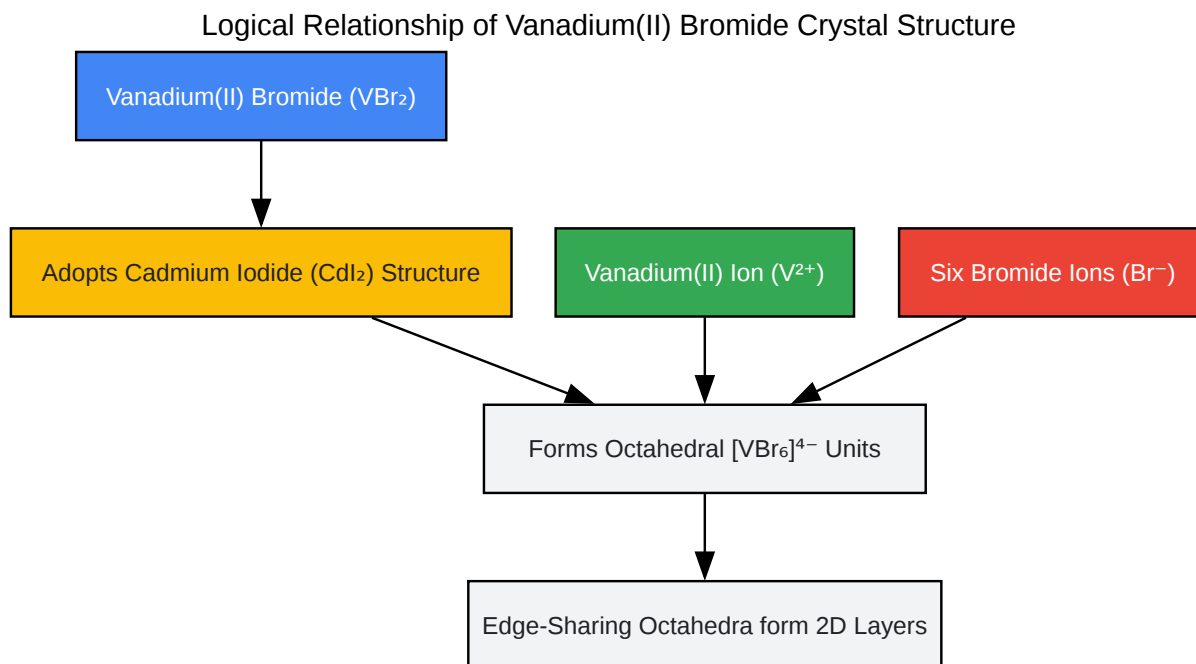 Logical Relationship of Vanadium(II) Bromide Crystal Structure
Vanadium(II) Bromide (VBr₂)
Adopts Cadmium Iodide (CdI₂) Structure
Vanadium(II) Ion (V²⁺)
Six Bromide Ions (Br⁻)
Forms Octahedral [VBr₆]⁴⁻ Units
Edge-Sharing Octahedra form 2D Layers